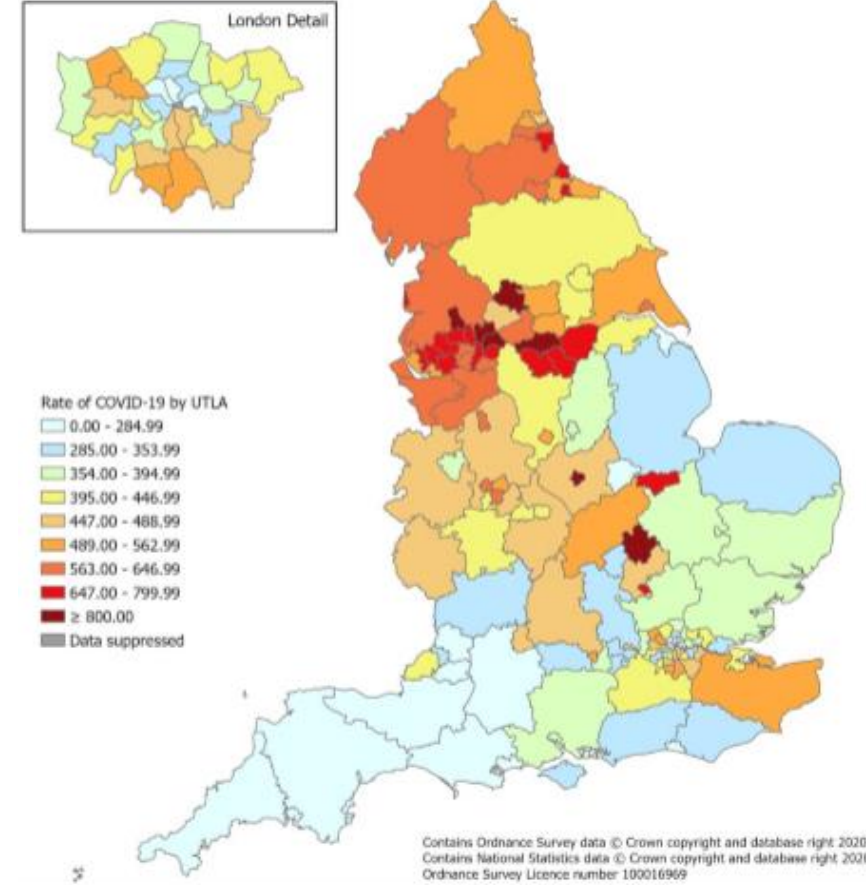 London Detail
Rate of COVID-19 by UTLA
0.00 - 284.99
285.00 - 353.99
354.00 - 394.99
395.00 - 446.99
447.00 - 488.99
489.00 - 562.99
563.00 - 646.99
647.00 - 799.99
≥ 800.00
Data suppressed
Contains Ordnance Survey data © Crown copyright and database right 2020
Contains National Statistics data © Crown copyright and database right 2020
Ordnance Survey Licence number 100016969